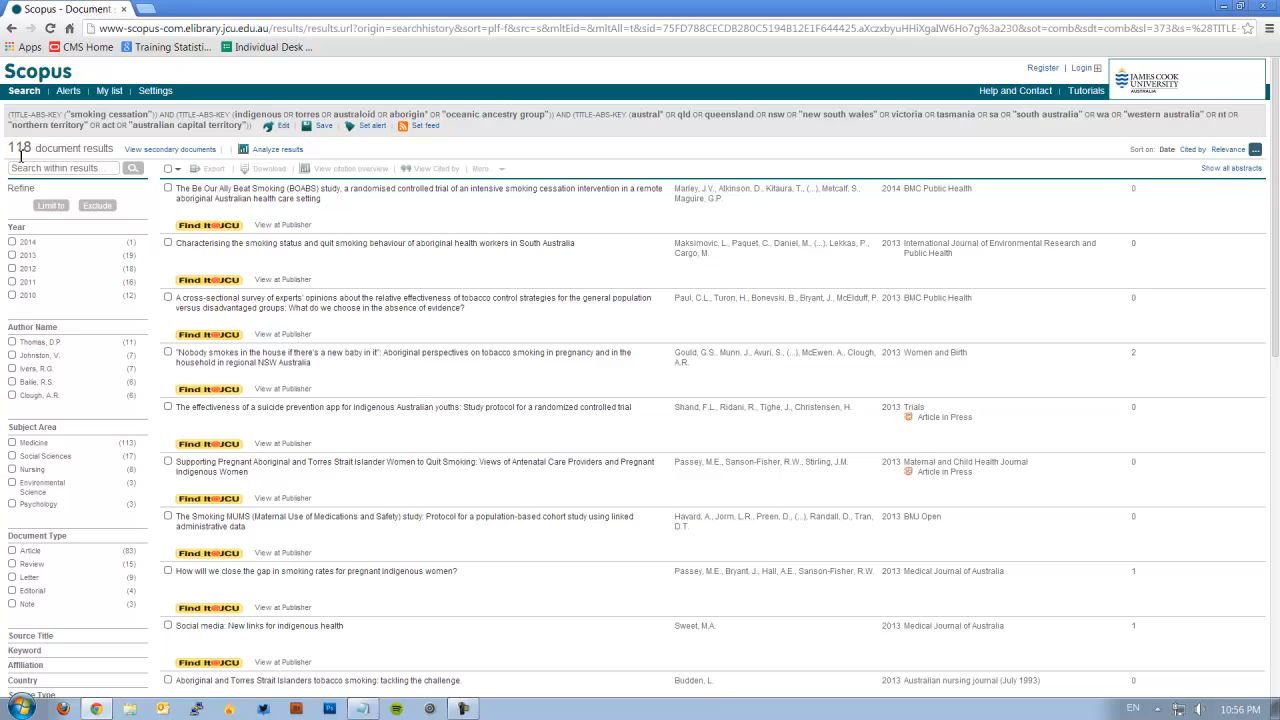 Scopus - Document
www-scopus-com.elibrary.jcu.edu.au/results/results.url?origin=searchhistory&sort=plf-f&src=s&mltEid=&mltAll=t&sid=75FD788CECDB280C5194B12E1F644425.aXczxbyuHHiXgaIW6Ho7g%3a230&sot=comb&sdt=comb&sl=373&s=%28TITLE-
Apps CMS Home Training Statisti... Individual Desk ...
Scopus
Register | Login
JAMES COOK UNIVERSITY AUSTRALIA
Search | Alerts | My list | Settings Help and Contact | Tutorials
(TITLE-ABS-KEY ("smoking cessation")) AND (TITLE-ABS-KEY (indigenous OR torres OR australoid OR aborigin* OR "oceanic ancestry group")) AND (TITLE-ABS-KEY (austral* OR qld OR queensland OR nsw OR "new south wales" OR victoria OR tasmania OR sa OR "south australia" OR wa OR "western australia" OR nt OR
"northern territory" OR act OR "australian capital territory")) Edit Save Set alert Set feed
118 document results View secondary documents | Analyze results Sort on: Date Cited by Relevance ...
Search within results... Export | Download | View citation overview | View Cited by | More... Show all abstracts
Refine
Limit to Exclude
Year
2014 (1)
2013 (19)
2012 (18)
2011 (16)
2010 (12)
Author Name
Thomas, D.P. (11)
Johnston, V. (7)
Ivers, R.G. (7)
Bailie, R.S. (6)
Clough, A.R. (6)
Subject Area
Medicine (113)
Social Sciences (17)
Nursing (8)
Environmental Science (3)
Psychology (3)
Document Type
Article (83)
Review (15)
Letter (9)
Editorial (4)
Note (3)
Source Title
Keyword
Affiliation
Country
Source Type
The Be Our Ally Beat Smoking (BOABS) study, a randomised controlled trial of an intensive smoking cessation intervention in a remote Marley, J.V., Atkinson, D., Kitaura, T., (...), Metcalf, S., 2014 BMC Public Health 0
aboriginal Australian health care setting Maguire, G.P.
Find It@JCU View at Publisher
Characterising the smoking status and quit smoking behaviour of aboriginal health workers in South Australia Maksimovic, L., Paquet, C., Daniel, M., (...), Lekkas, P., 2013 International Journal of Environmental Research and 0
Cargo, M. Public Health
Find It@JCU View at Publisher
A cross-sectional survey of experts' opinions about the relative effectiveness of tobacco control strategies for the general population Paul, C.L., Turon, H., Bonevski, B., Bryant, J., McElduff, P. 2013 BMC Public Health 0
versus disadvantaged groups: What do we choose in the absence of evidence?
Find It@JCU View at Publisher
"Nobody smokes in the house if there's a new baby in it": Aboriginal perspectives on tobacco smoking in pregnancy and in the Gould, G.S., Munn, J., Avuri, S., (...), McEwen, A., Clough, 2013 Women and Birth 2
household in regional NSW Australia A.R.
Find It@JCU View at Publisher
The effectiveness of a suicide prevention app for indigenous Australian youths: Study protocol for a randomized controlled trial Shand, F.L., Ridani, R., Tighe, J., Christensen, H. 2013 Trials 0
Article in Press
Find It@JCU View at Publisher
Supporting Pregnant Aboriginal and Torres Strait Islander Women to Quit Smoking: Views of Antenatal Care Providers and Pregnant Passey, M.E., Sanson-Fisher, R.W., Stirling, J.M. 2013 Maternal and Child Health Journal 0
Indigenous Women Article in Press
Find It@JCU View at Publisher
The Smoking MUMS (Maternal Use of Medications and Safety) study: Protocol for a population-based cohort study using linked Havard, A., Jorm, L.R., Preen, D., (...), Randall, D., Tran, 2013 BMJ Open 0
administrative data D.T.
Find It@JCU View at Publisher
How will we close the gap in smoking rates for pregnant indigenous women? Passey, M.E., Bryant, J., Hall, A.E., Sanson-Fisher, R.W. 2013 Medical Journal of Australia 1
Find It@JCU View at Publisher
Social media: New links for indigenous health Sweet, M.A. 2013 Medical Journal of Australia 1
Find It@JCU View at Publisher
Aboriginal and Torres Strait Islanders tobacco smoking: tackling the challenge. Budden, L. 2013 Australian nursing journal (July 1993) 0
EN 10:56 PM